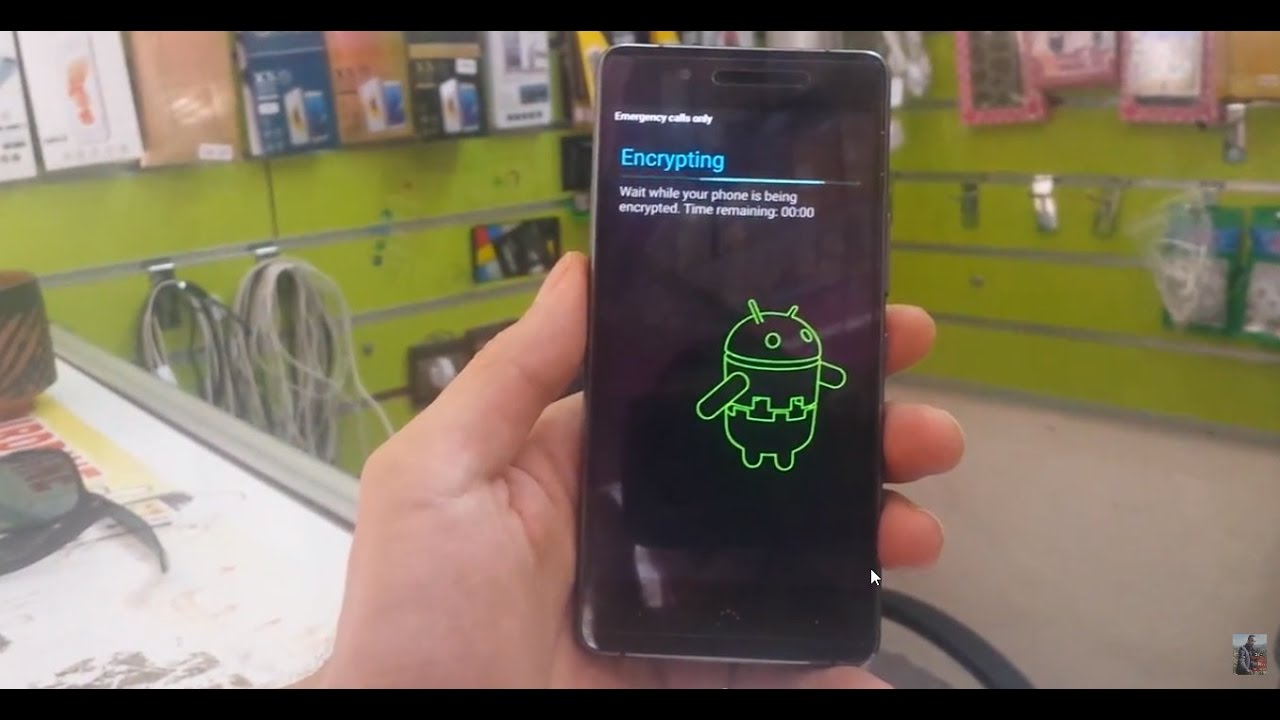 Emergency calls only
Encrypting
Wait while your phone is being
encrypted. Time remaining: 00:00